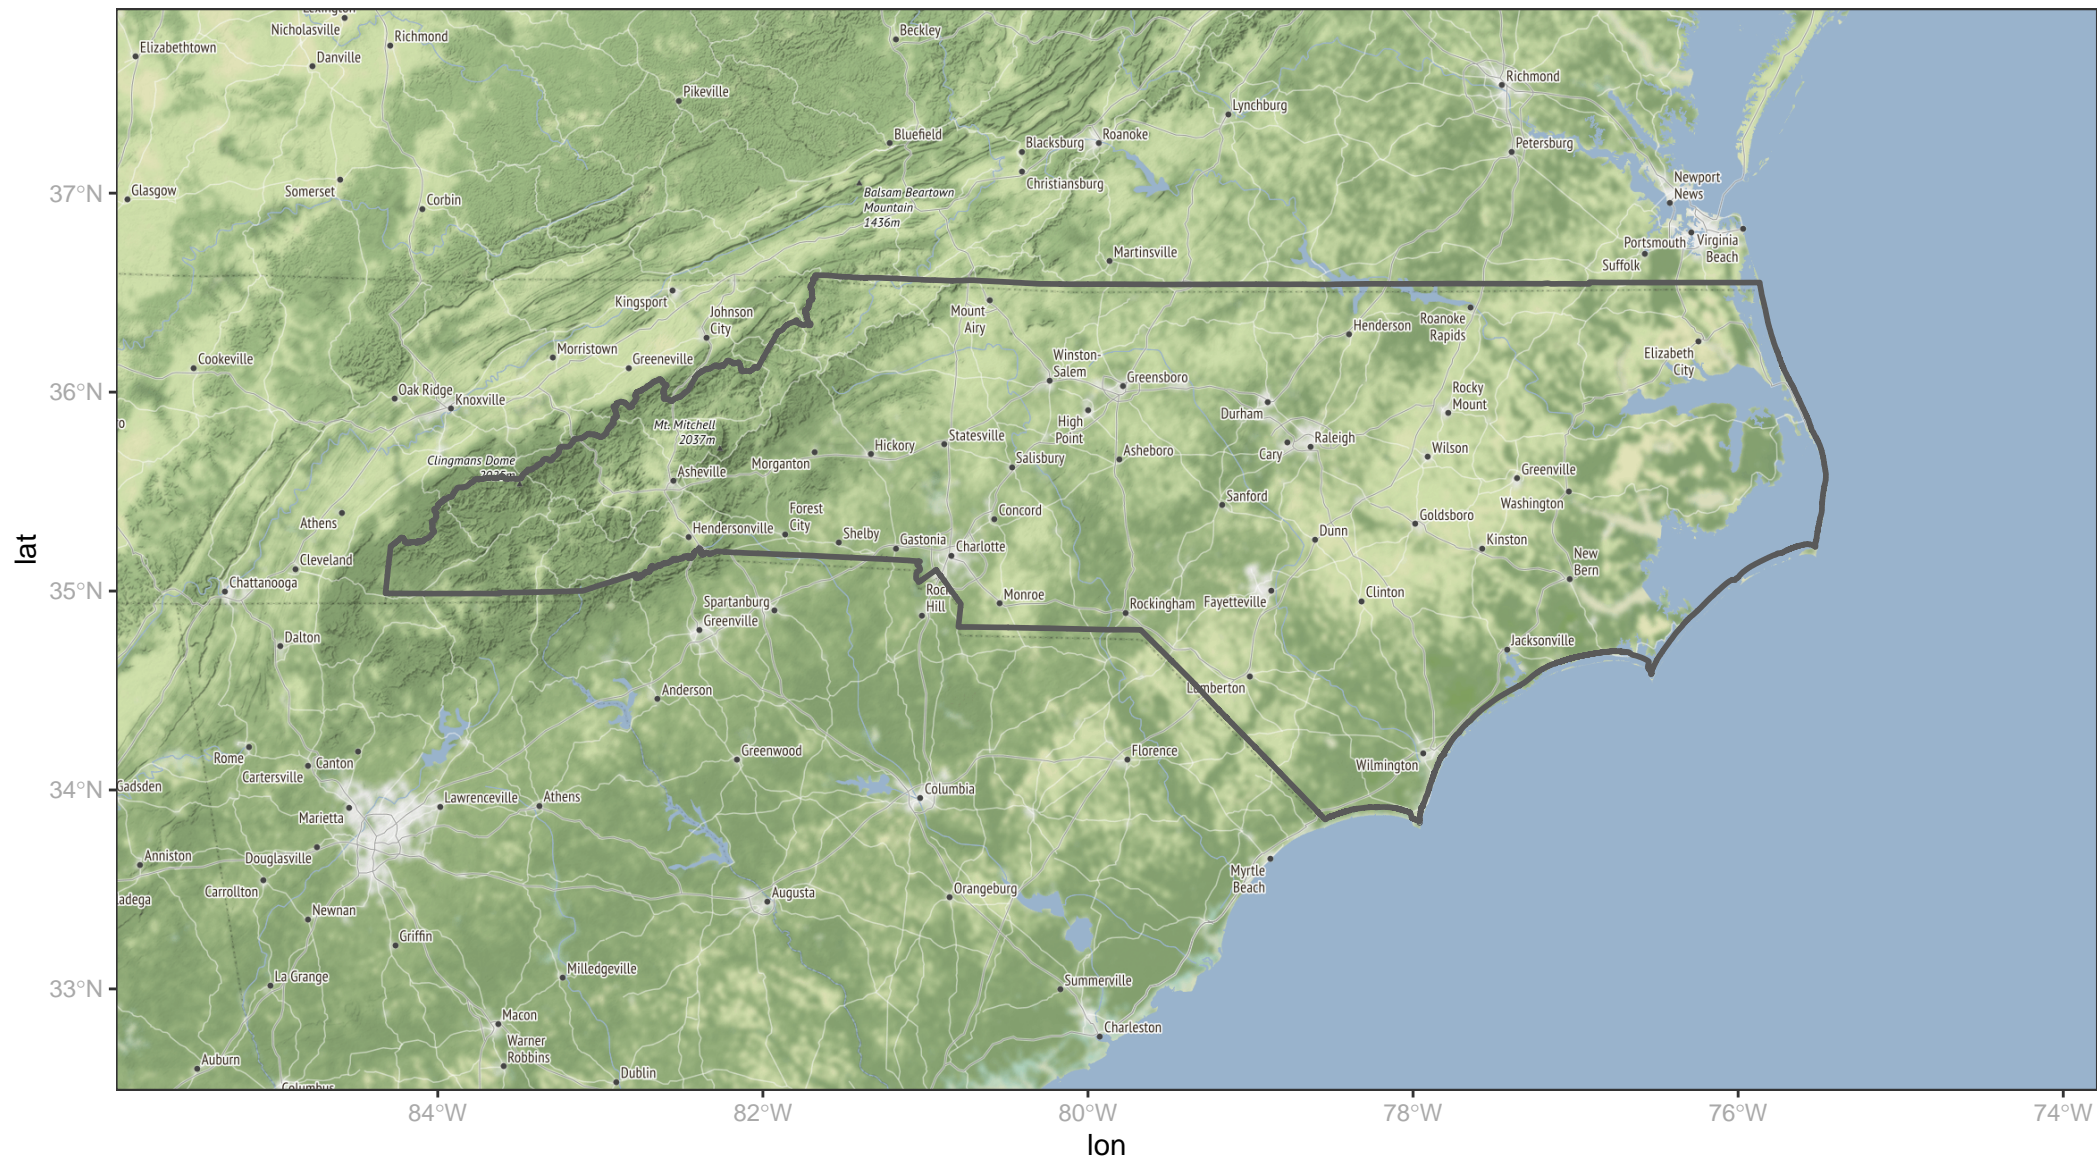 Lexington
Nicholasville
Richmond
Elizabethtown
Danville
Beckley
Pikeville
Richmond
Lynchburg
Bluefield
Roanoke
Blacksburg
Petersburg
Christiansburg
Newport
News
Glasgow
Somerset
Corbin
Balsam Beartown
Mountain
1436m
37°N
Portsmouth
Virginia
Beach
Suffolk
Martinsville
Kingsport
Johnson
City
Mount
Airy
Henderson
Roanoke
Rapids
Cookeville
Morristown
Greeneville
Winston-
Salem
Greensboro
Elizabeth
City
36°N
Oak Ridge
Knoxville
High
Point
Durham
Rocky
Mount
Mt. Mitchell
2037m
Hickory
Statesville
Raleigh
Cary
Wilson
Asheboro
Salisbury
Clingmans Dome
Morganton
Asheville
Greenville
Washington
Sanford
Athens
Forest
City
Concord
Goldsboro
Hendersonville
Shelby
Gastonia
Charlotte
Dunn
Kinston
lat
Cleveland
New
Bern
Chattanooga
35°N
Rock
Hill
Monroe
Clinton
Spartanburg
Greenville
Rockingham
Fayetteville
Dalton
Jacksonville
Anderson
Lumberton
Rome
Canton
Cartersville
Greenwood
Florence
Wilmington
Gadsden
34°N
Lawrenceville
Athens
Columbia
Marietta
Anniston
Douglasville
Carrollton
Myrtle
Beach
Augusta
Orangeburg
Newnan
Griffin
La Grange
Milledgeville
Summerville
33°N
Macon
Warner
Robbins
Charleston
Auburn
Dublin
Columbus
84°W
82°W
80°W
78°W
76°W
74°W
lon